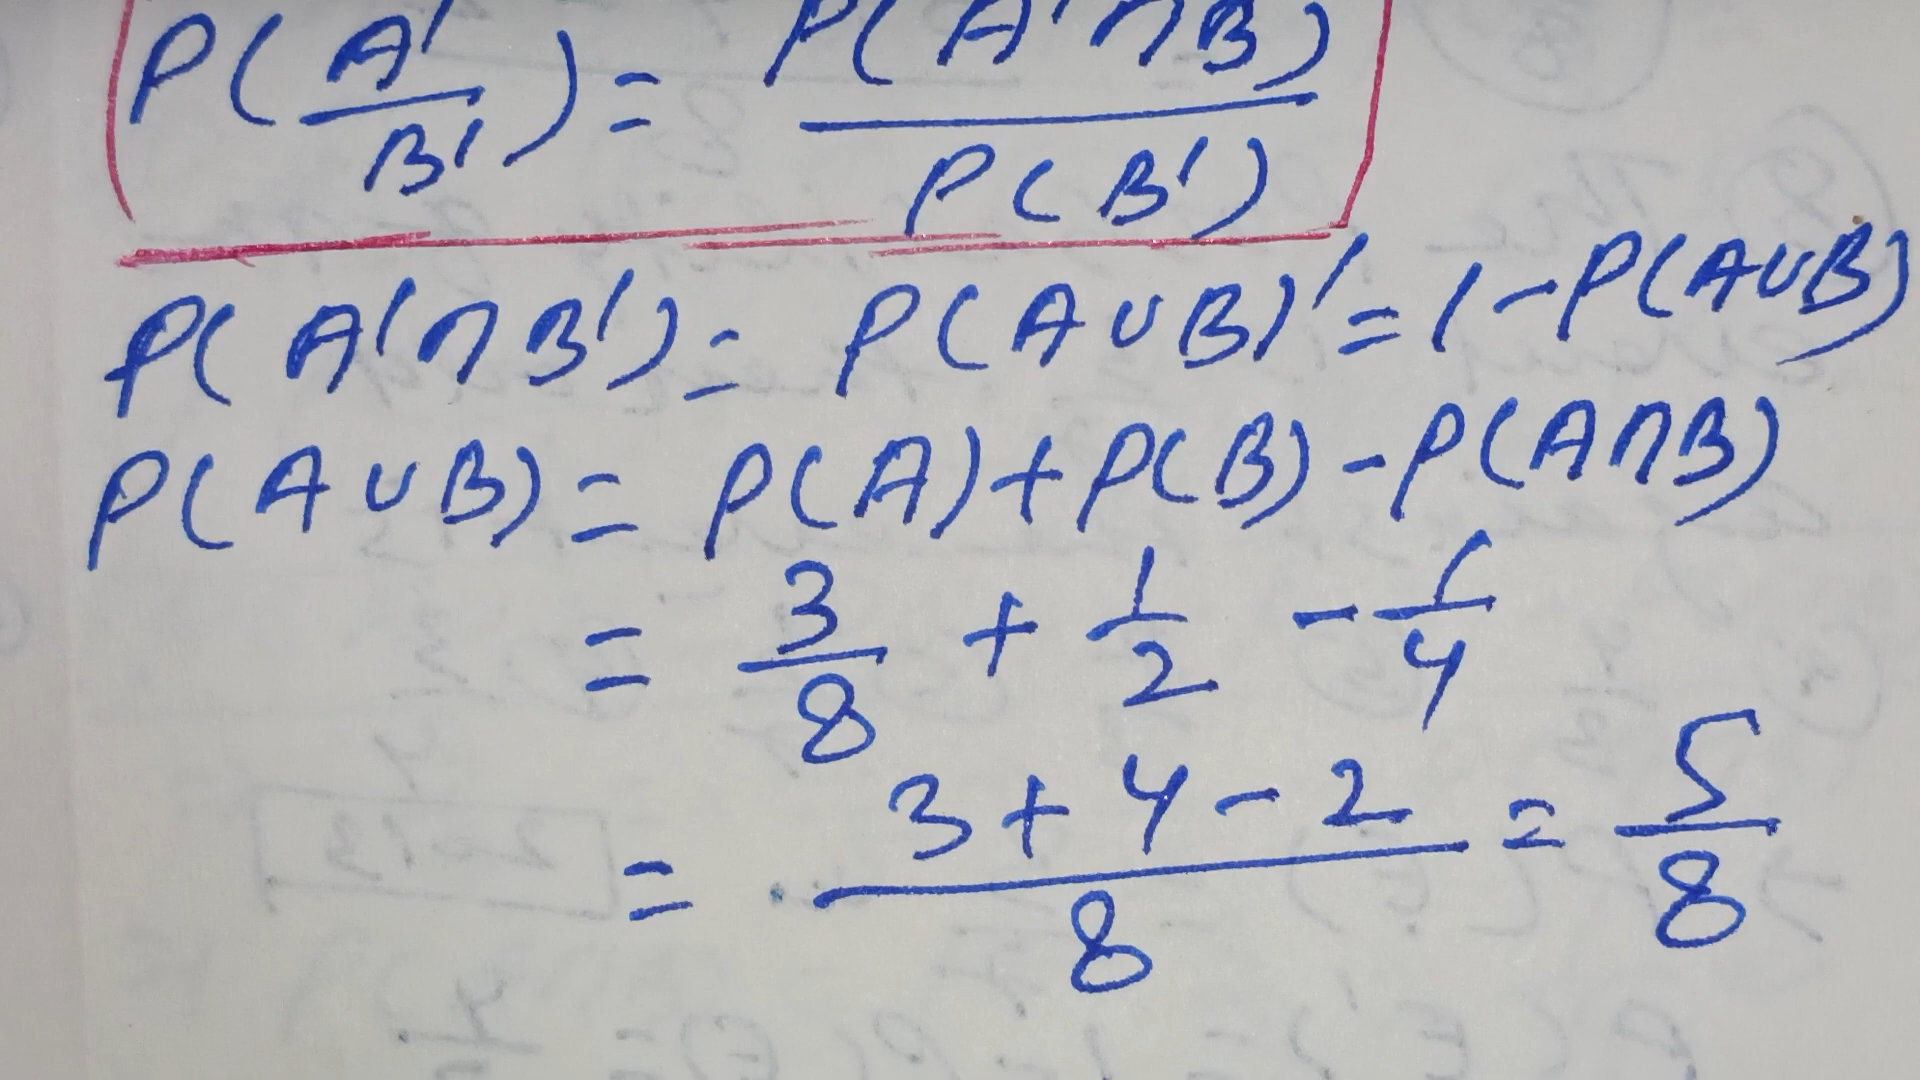 P(A'/B') = P(A'∩B)/P(B')
P(A'∩B') = P(A∪B)' = 1-P(A∪B)
P(A∪B) = P(A)+P(B)-P(A∩B)
= 3/8 + 1/2 - 1/4
= 3+4-2/8 = 5/8